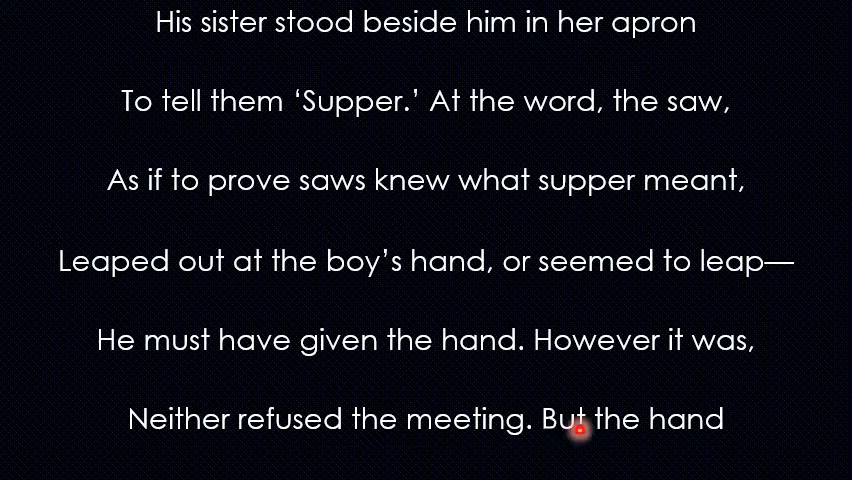 His sister stood beside him in her apron
To tell them ‘Supper.’ At the word, the saw,
As if to prove saws knew what supper meant,
Leaped out at the boy’s hand, or seemed to leap—
He must have given the hand. However it was,
Neither refused the meeting. But the hand